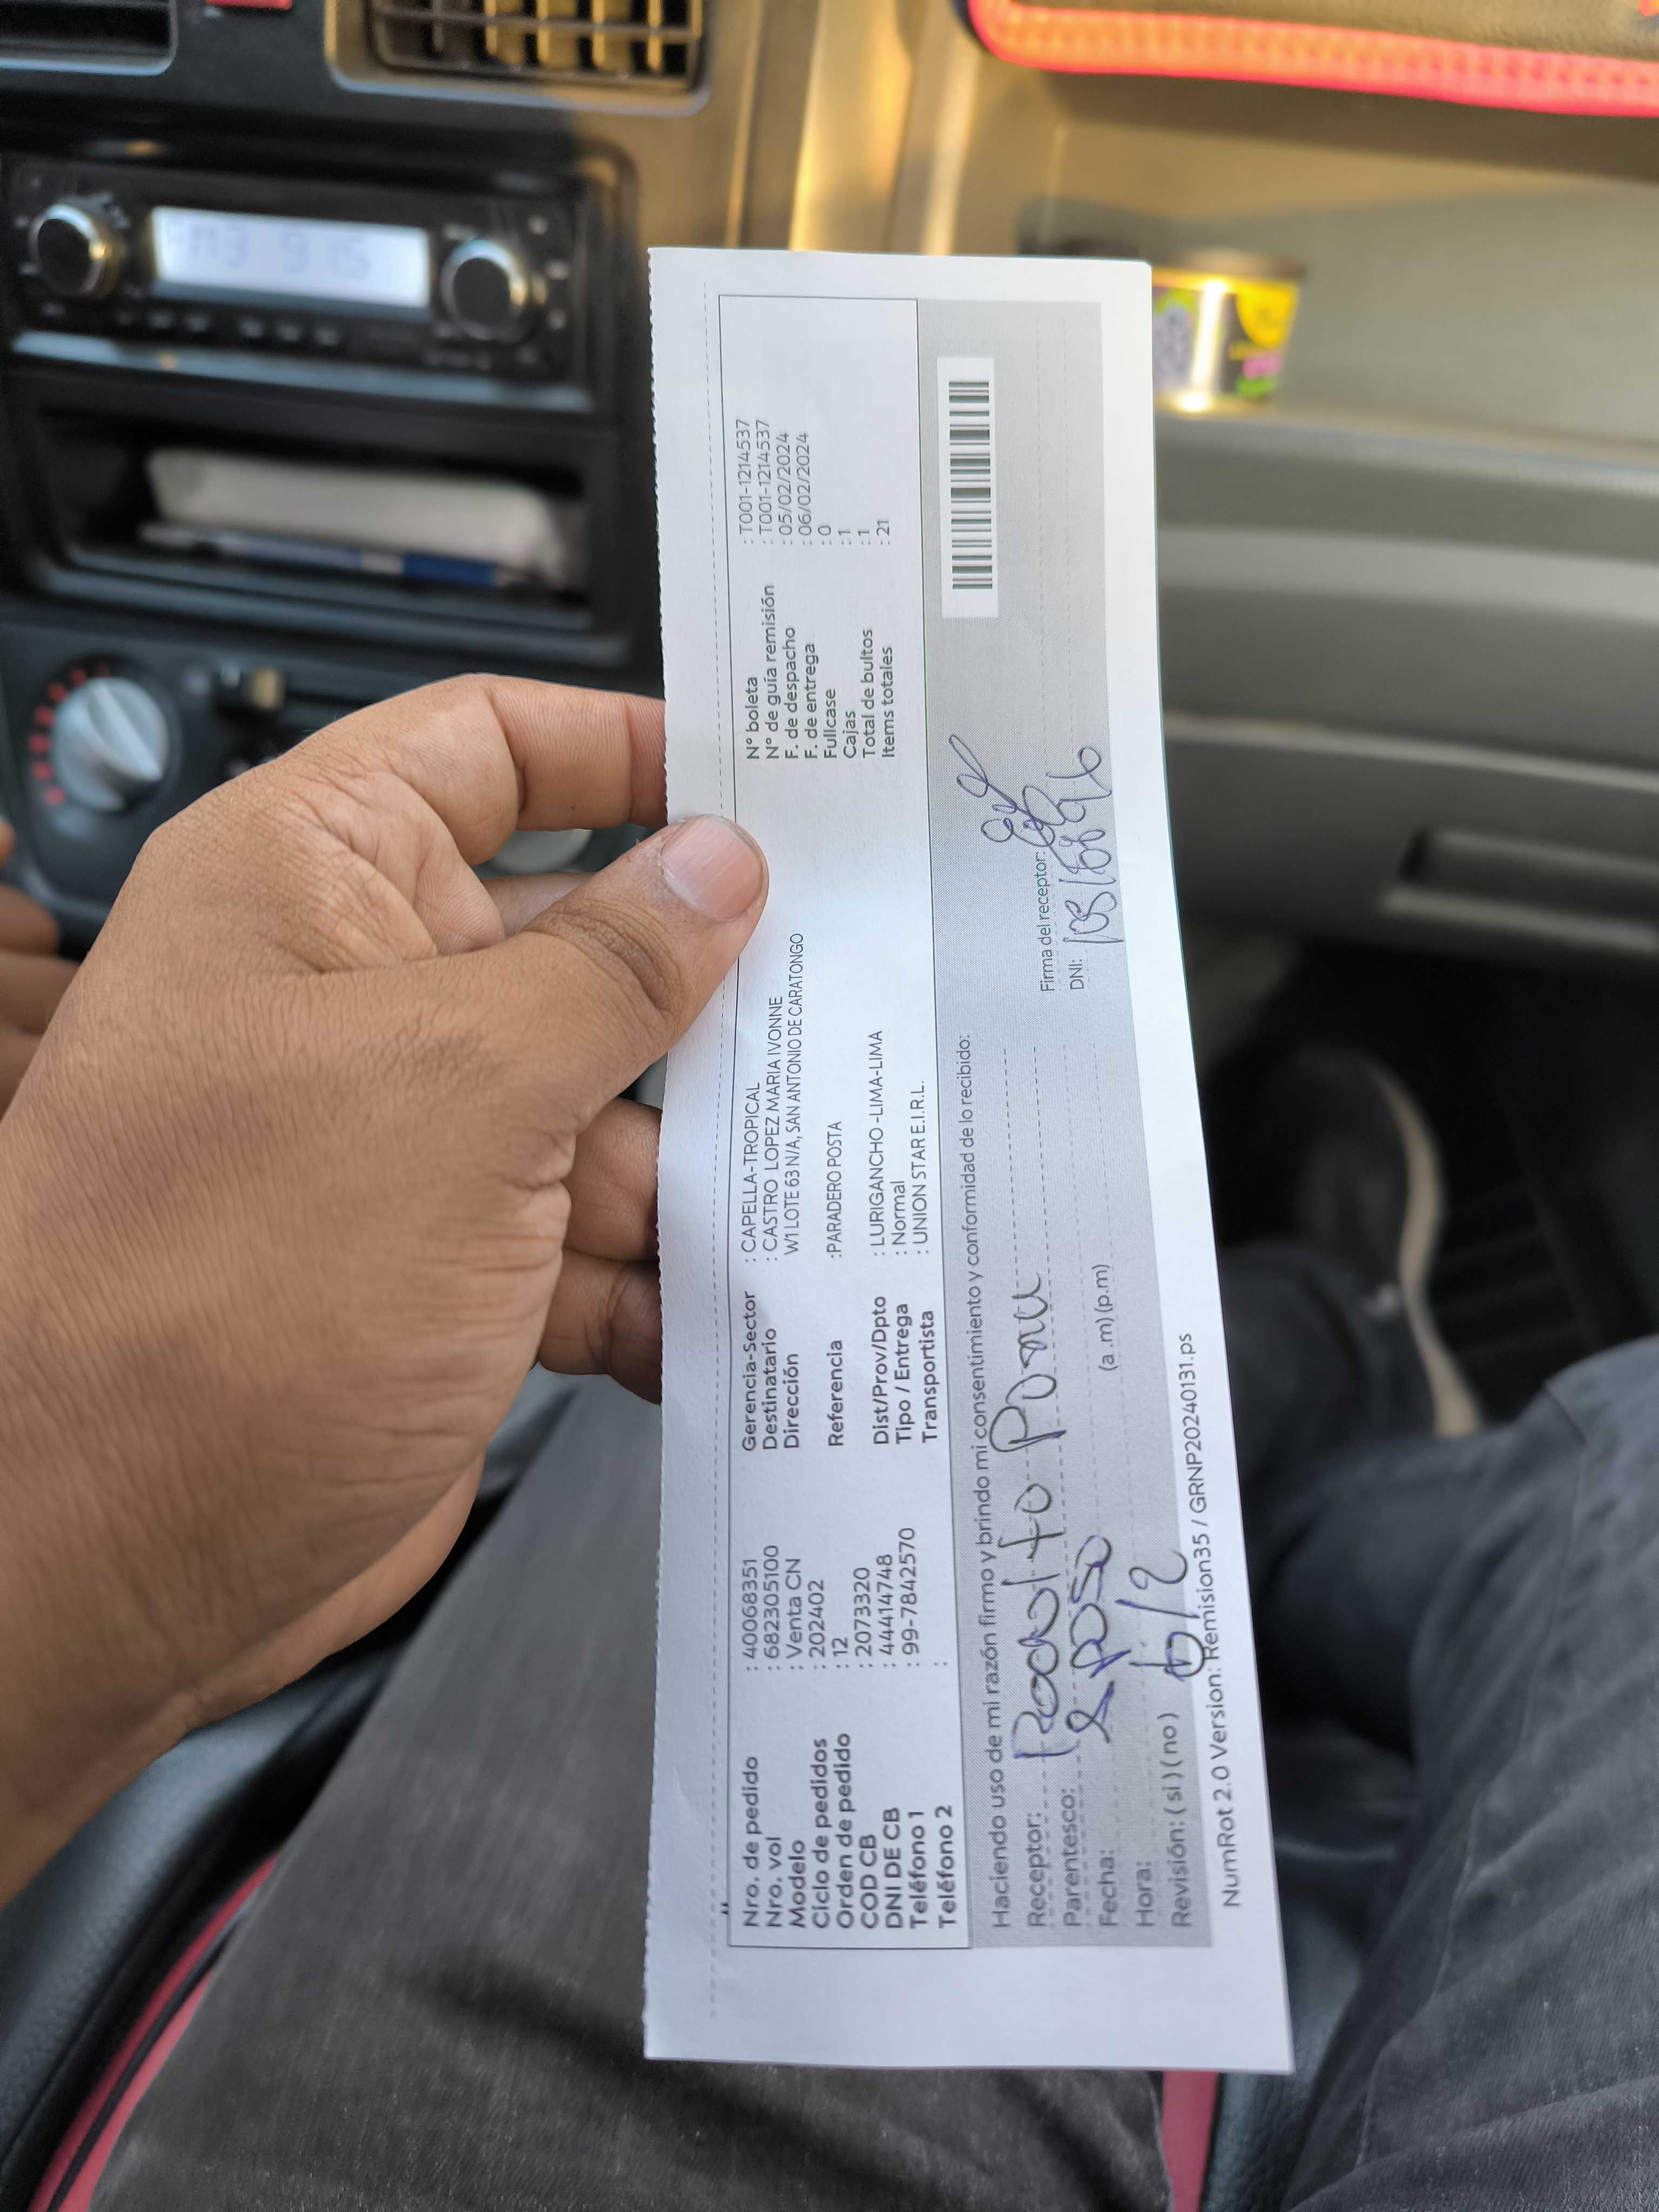 Nro. de pedido : 40068351
Nro. vol : 682305100
Modelo : Venta CN
Ciclo de pedidos : 202402
Orden de pedido : 12
COD CB : 2073320
DNI DE CB : 44414748
Teléfono 1 : 99-7842570
Teléfono 2 :
Gerencia-Sector : CAPELLA-TROPICAL
Destinatario : CASTRO LOPEZ MARIA IVONNE
Dirección W1 LOTE 63 N/A, SAN ANTONIO DE CARATONGO
Referencia :PARADERO POSTA
Dist/Prov/Dpto : LURIGANCHO -LIMA-LIMA
Tipo / Entrega : Normal
Transportista : UNION STAR E.I.R.L.
N° boleta : T001-1214537
N° de guía remisión : T001-1214537
F. de despacho : 05/02/2024
F. de entrega : 06/02/2024
Fullcase : 0
Cajas : 1
Total de bultos : 1
Items totales : 21
Haciendo uso de mi razón firmo y brindo mi consentimiento y conformidad de lo recibido:
Receptor: Rodolfo
Parentesco: esposo
Fecha: 6/2
Hora: (a .m) (p.m)
Revisión: ( si ) ( no )
Firma del receptor:
DNI:
NumRot 2.0 Version: Remision35 / GRNP20240131.ps